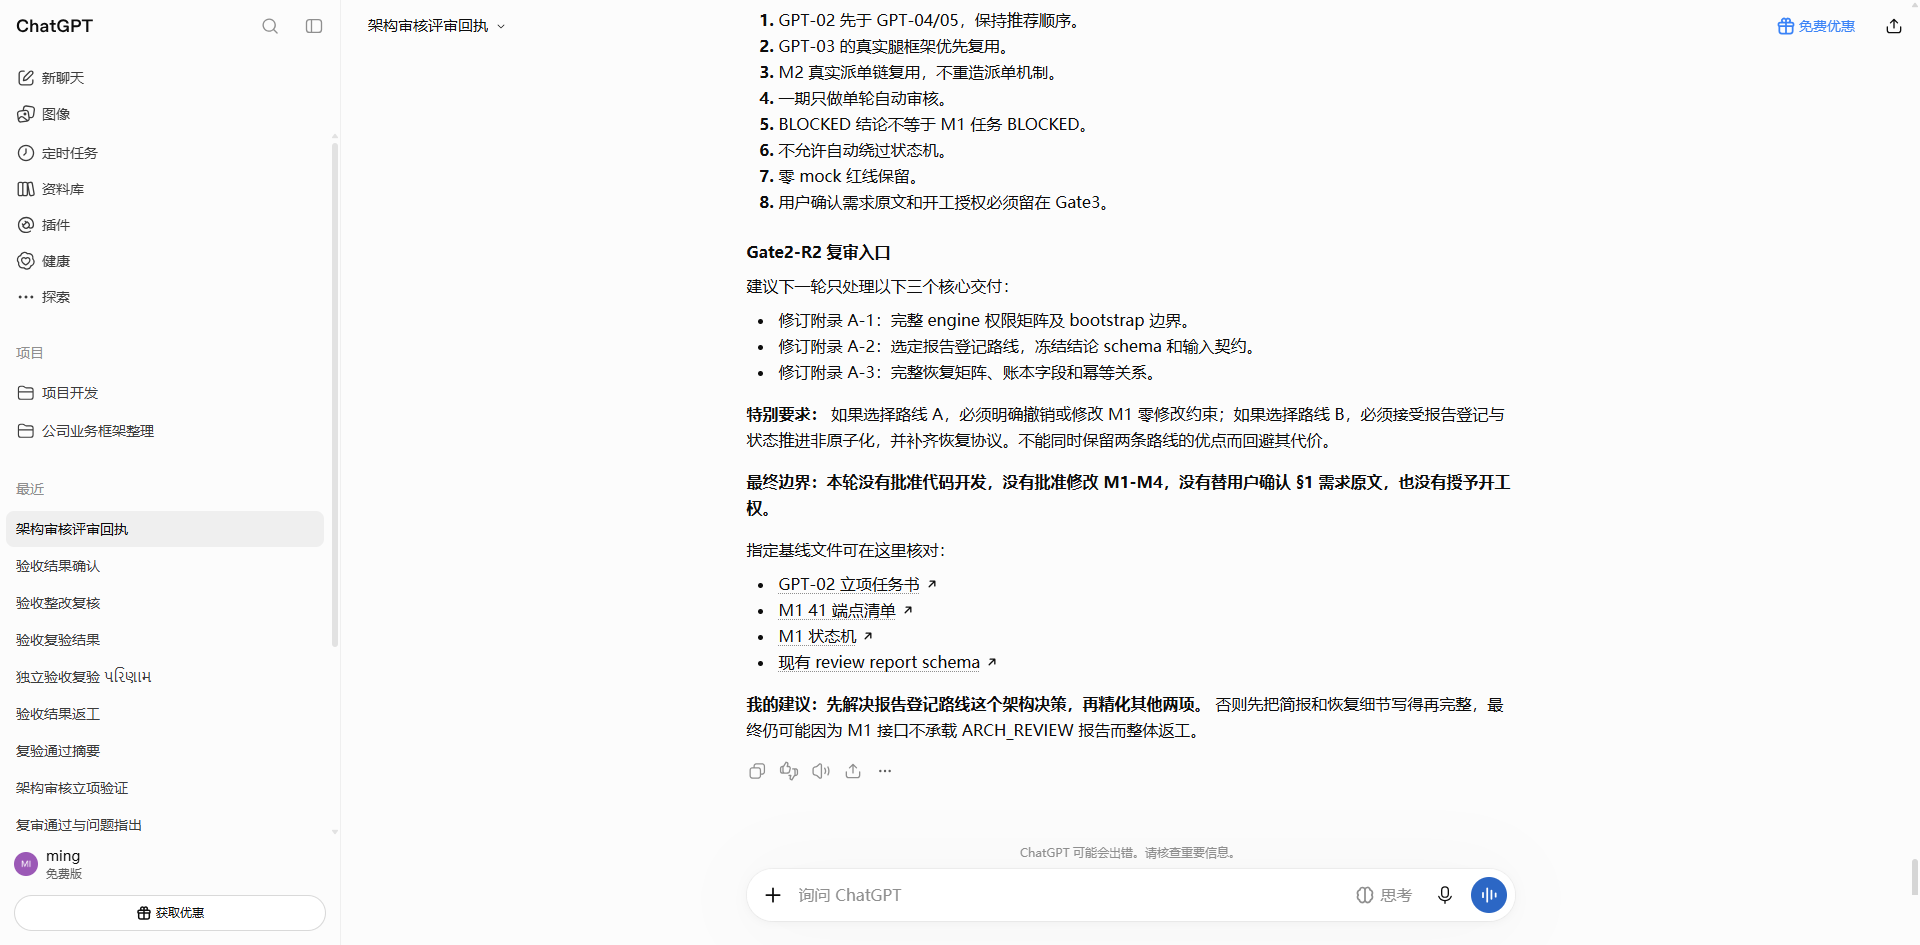 ChatGPT
新聊天
图像
定时任务
资料库
插件
健康
探索
项目
项目开发
公司业务框架整理
最近
架构审核评审回执
验收结果确认
验收整改复核
验收复验结果
独立验收复验 પરિણામ
验收结果返工
复验通过摘要
架构审核立项验证
复审通过与问题指出
MI
ming
免费版
获取优惠
架构审核评审回执
免费优惠
1. GPT-02 先于 GPT-04/05，保持推荐顺序。
2. GPT-03 的真实腿框架优先复用。
3. M2 真实派单链复用，不重造派单机制。
4. 一期只做单轮自动审核。
5. BLOCKED 结论不等于 M1 任务 BLOCKED。
6. 不允许自动绕过状态机。
7. 零 mock 红线保留。
8. 用户确认需求原文和开工授权必须留在 Gate3。
Gate2-R2 复审入口
建议下一轮只处理以下三个核心交付：
• 修订附录 A-1：完整 engine 权限矩阵及 bootstrap 边界。
• 修订附录 A-2：选定报告登记路线，冻结结论 schema 和输入契约。
• 修订附录 A-3：完整恢复矩阵、账本字段和幂等关系。
特别要求： 如果选择路线 A，必须明确撤销或修改 M1 零修改约束；如果选择路线 B，必须接受报告登记与
状态推进非原子化，并补齐恢复协议。不能同时保留两条路线的优点而回避其代价。
最终边界：本轮没有批准代码开发，没有批准修改 M1-M4，没有替用户确认 §1 需求原文，也没有授予开工
权。
指定基线文件可在这里核对：
• GPT-02 立项任务书 ↗
• M1 41 端点清单 ↗
• M1 状态机 ↗
• 现有 review report schema ↗
我的建议：先解决报告登记路线这个架构决策，再精化其他两项。 否则先把简报和恢复细节写得再完整，最
终仍可能因为 M1 接口不承载 ARCH_REVIEW 报告而整体返工。
ChatGPT 可能会出错。请核查重要信息。
询问 ChatGPT
思考